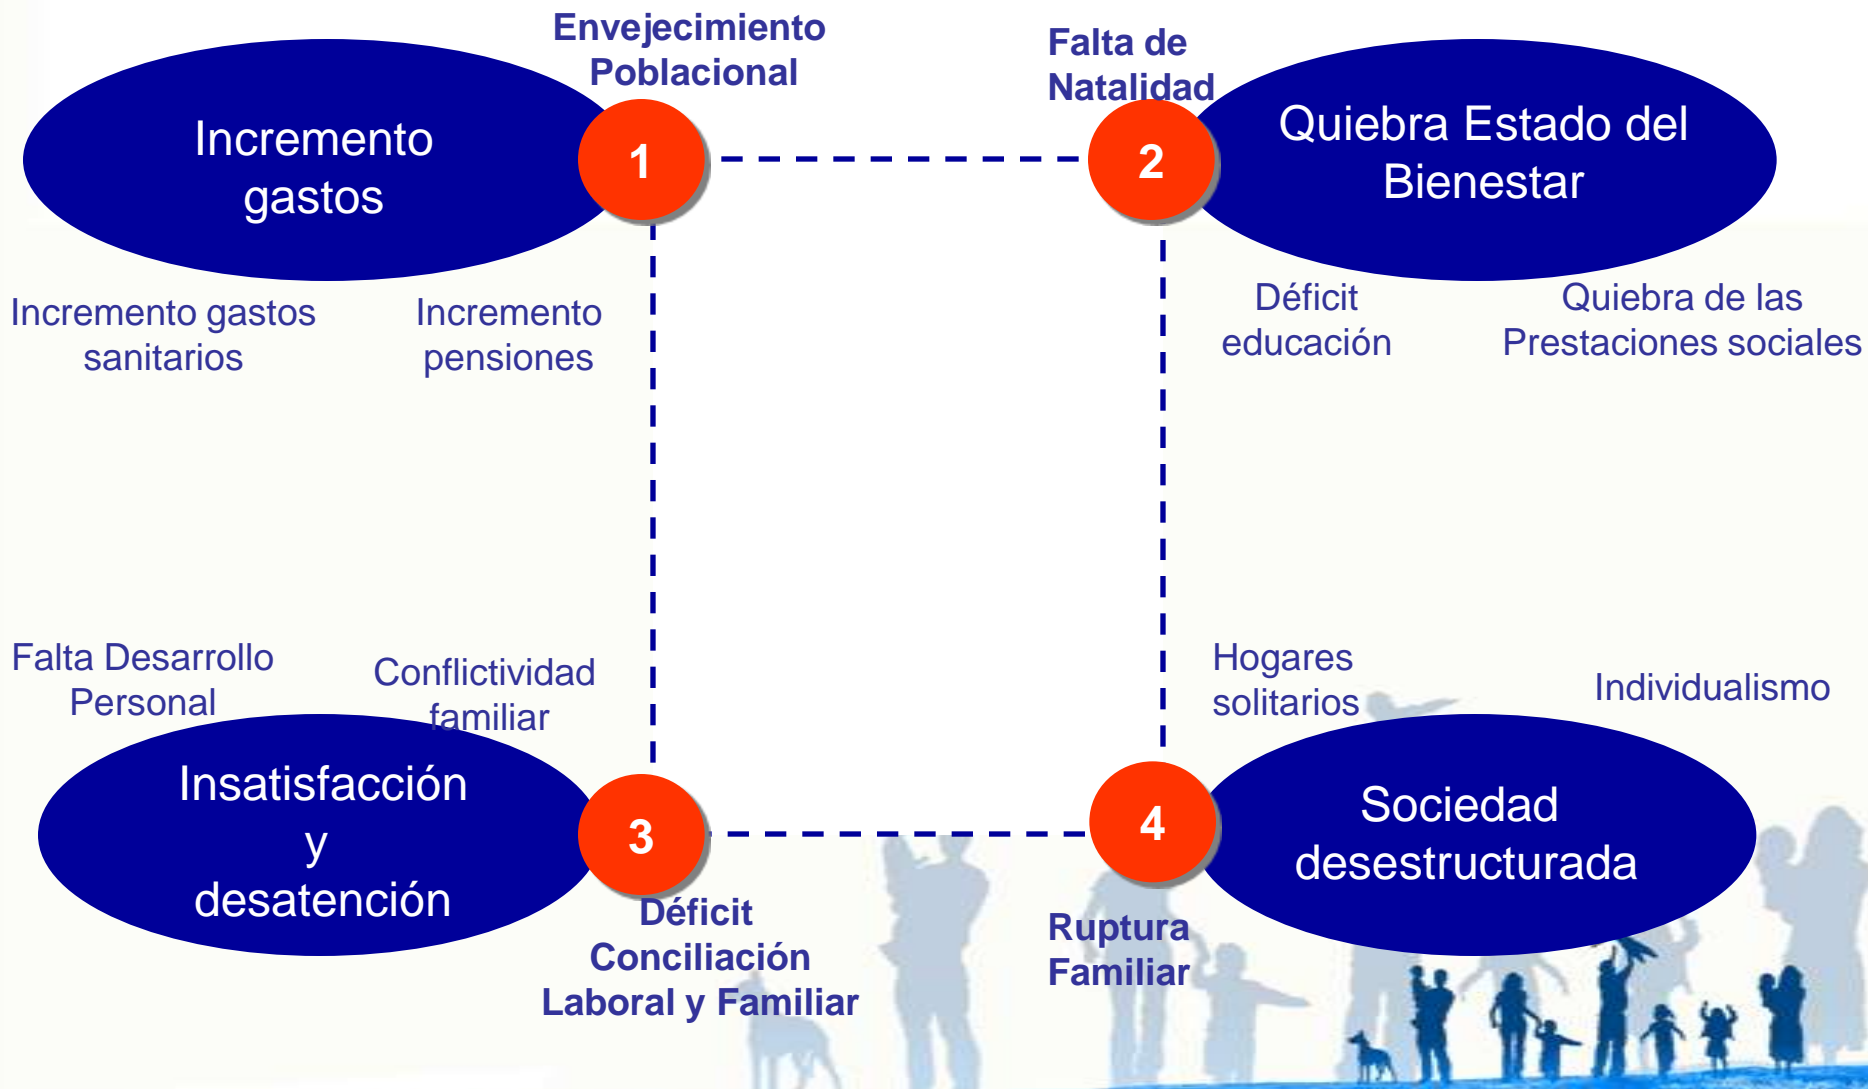 Envejecimiento
Poblacional
Falta de
Natalidad
Incremento
gastos
1
2
Quiebra Estado del
Bienestar
Incremento gastos
sanitarios
Incremento
pensiones
Déficit
educación
Quiebra de las
Prestaciones sociales
Falta Desarrollo
Personal
Conflictividad
familiar
Hogares
solitarios
Individualismo
Insatisfacción
y
desatención
3
4
Sociedad
desestructurada
Déficit
Conciliación
Laboral y Familiar
Ruptura
Familiar